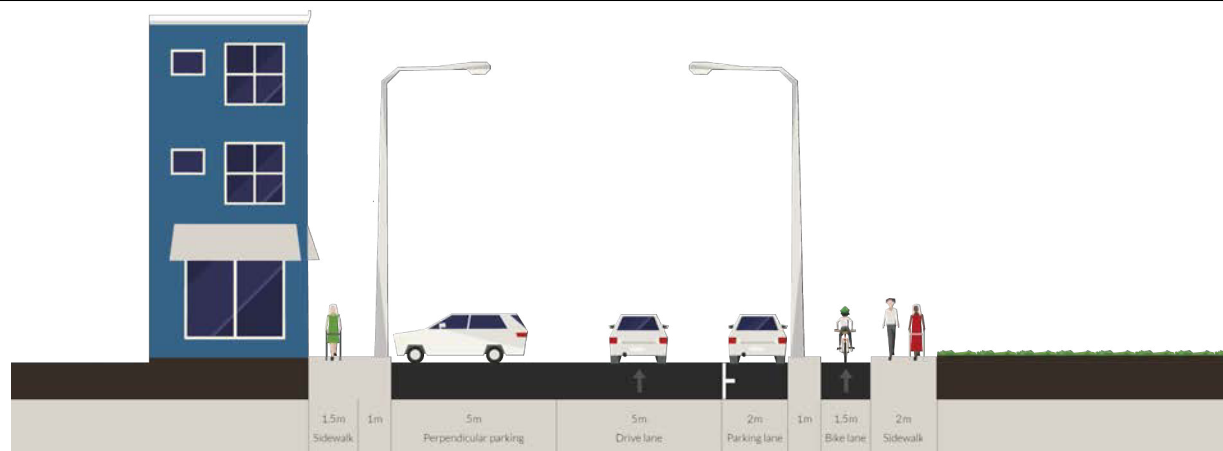 1.5m 1m 5m 5m 2m 1m 1.5m 2m
Sidewalk Perpendicular parking Drive lane Parking lane Bike lane Sidewalk